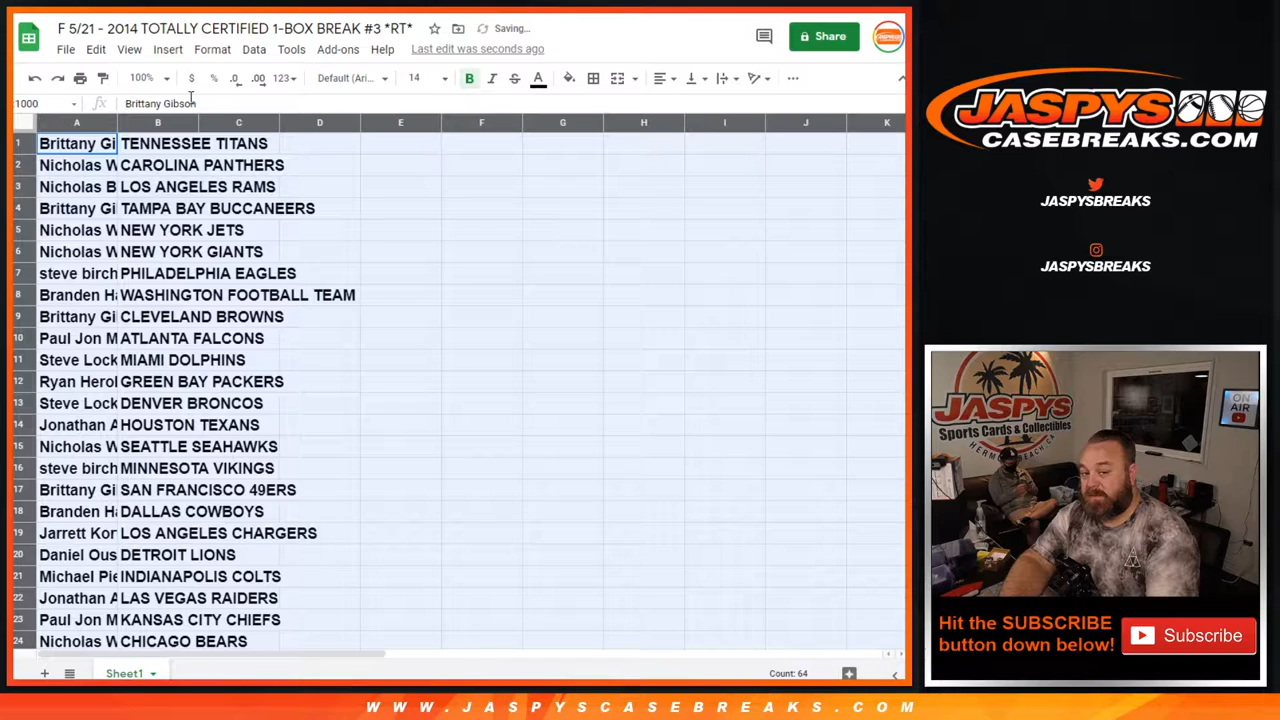 F 5/21 - 2014 TOTALLY CERTIFIED 1-BOX BREAK #3 *RT*
Saving...
File Edit View Insert Format Data Tools Add-ons Help Last edit was seconds ago
Share
100% $ % .0 .00 123 Default (Ari... 14 B I S A
:1000 fx Brittany Gibson
A B C D E F G H I J K
1 Brittany Gi TENNESSEE TITANS
2 Nicholas W CAROLINA PANTHERS
3 Nicholas B LOS ANGELES RAMS
4 Brittany Gi TAMPA BAY BUCCANEERS
5 Nicholas W NEW YORK JETS
6 Nicholas W NEW YORK GIANTS
7 steve birch PHILADELPHIA EAGLES
8 Branden Ha WASHINGTON FOOTBALL TEAM
9 Brittany Gi CLEVELAND BROWNS
10 Paul Jon M ATLANTA FALCONS
11 Steve Lock MIAMI DOLPHINS
12 Ryan Herol GREEN BAY PACKERS
13 Steve Lock DENVER BRONCOS
14 Jonathan A HOUSTON TEXANS
15 Nicholas W SEATTLE SEAHAWKS
16 steve birch MINNESOTA VIKINGS
17 Brittany Gi SAN FRANCISCO 49ERS
18 Branden Ha DALLAS COWBOYS
19 Jarrett Kor LOS ANGELES CHARGERS
20 Daniel Ous DETROIT LIONS
21 Michael Pie INDIANAPOLIS COLTS
22 Jonathan A LAS VEGAS RAIDERS
23 Paul Jon M KANSAS CITY CHIEFS
24 Nicholas W CHICAGO BEARS
Sheet1
Count: 64
JASPYS
CASEBREAKS.COM
JASPYSBREAKS
JASPYSBREAKS
JASPYS
Sports Cards & Collectibles
ON
AIR
Hit the SUBSCRIBE
button down below!
Subscribe
WWW.JASPYSCASEBREAKS.COM